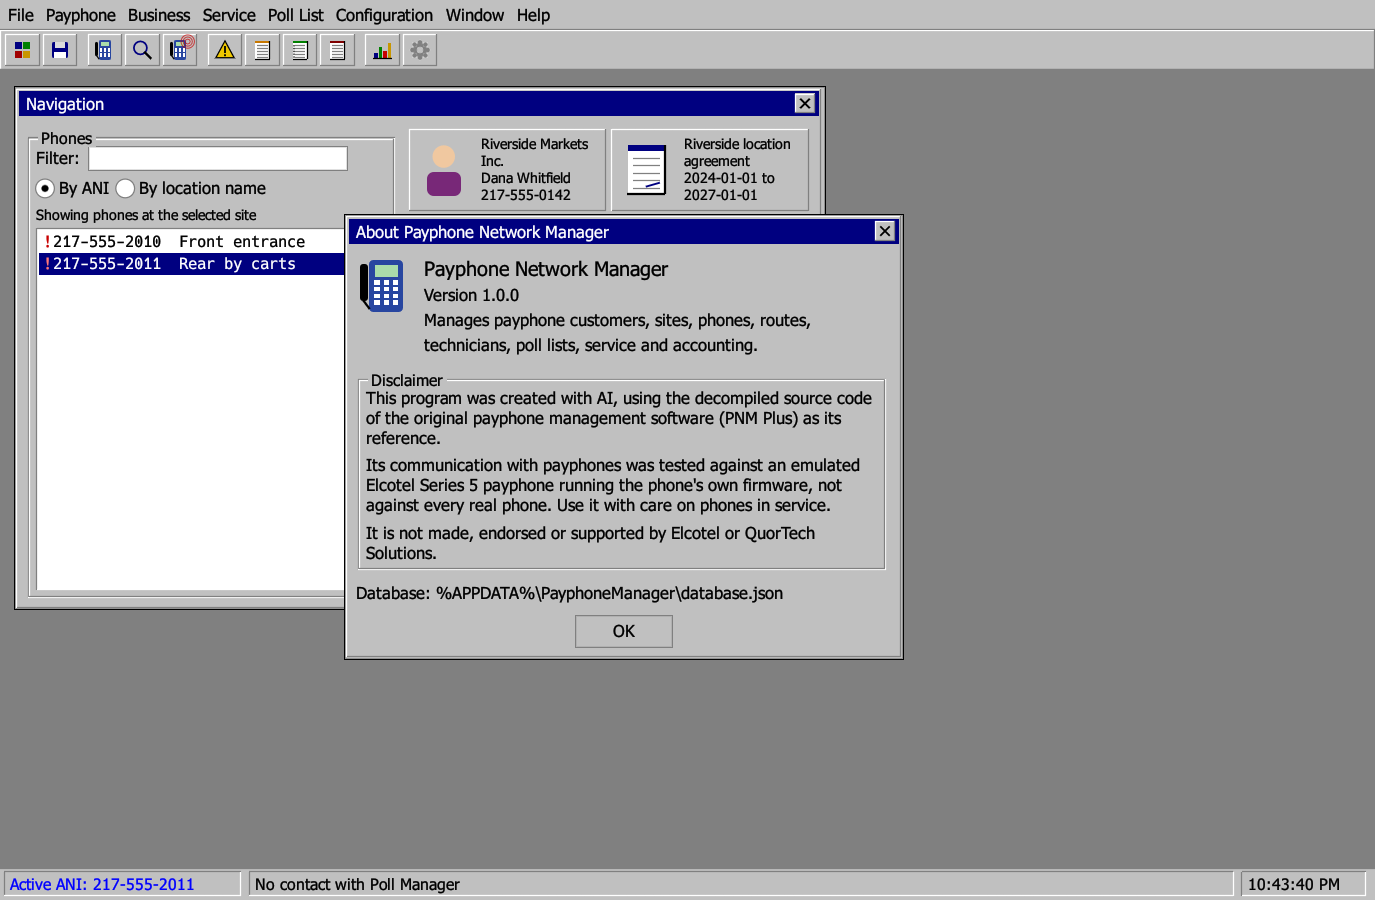 File Payphone Business Service Poll List Configuration Window Help
Navigation
Phones
Filter:
By ANI By location name
Showing phones at the selected site
!217-555-2010 Front entrance
!217-555-2011 Rear by carts
Riverside Markets
Inc.
Dana Whitfield
217-555-0142
Riverside location
agreement
2024-01-01 to
2027-01-01
About Payphone Network Manager
Payphone Network Manager
Version 1.0.0
Manages payphone customers, sites, phones, routes,
technicians, poll lists, service and accounting.
Disclaimer
This program was created with AI, using the decompiled source code
of the original payphone management software (PNM Plus) as its
reference.
Its communication with payphones was tested against an emulated
Elcotel Series 5 payphone running the phone's own firmware, not
against every real phone. Use it with care on phones in service.
It is not made, endorsed or supported by Elcotel or QuorTech
Solutions.
Database: %APPDATA%\PayphoneManager\database.json
OK
Active ANI: 217-555-2011
No contact with Poll Manager
10:43:40 PM